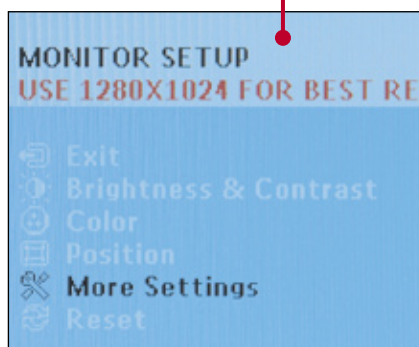 MONITOR SETUP
USE 1280X1024 FOR BEST RE
Exit
Brightness & Contrast
Color
Position
More Settings
Reset